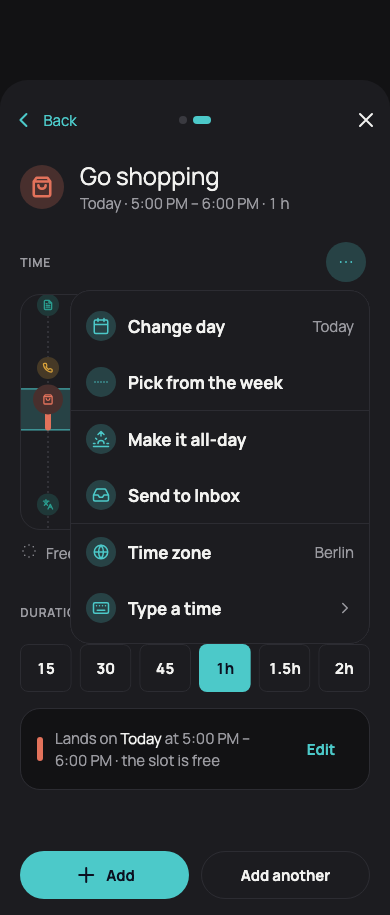 Back
Go shopping
Today · 5:00 PM – 6:00 PM · 1 h
TIME
Change day Today
Pick from the week
Make it all-day
Send to Inbox
Time zone Berlin
Type a time
15 30 45 1h 1.5h 2h
Lands on Today at 5:00 PM –
6:00 PM · the slot is free
Edit
Add
Add another